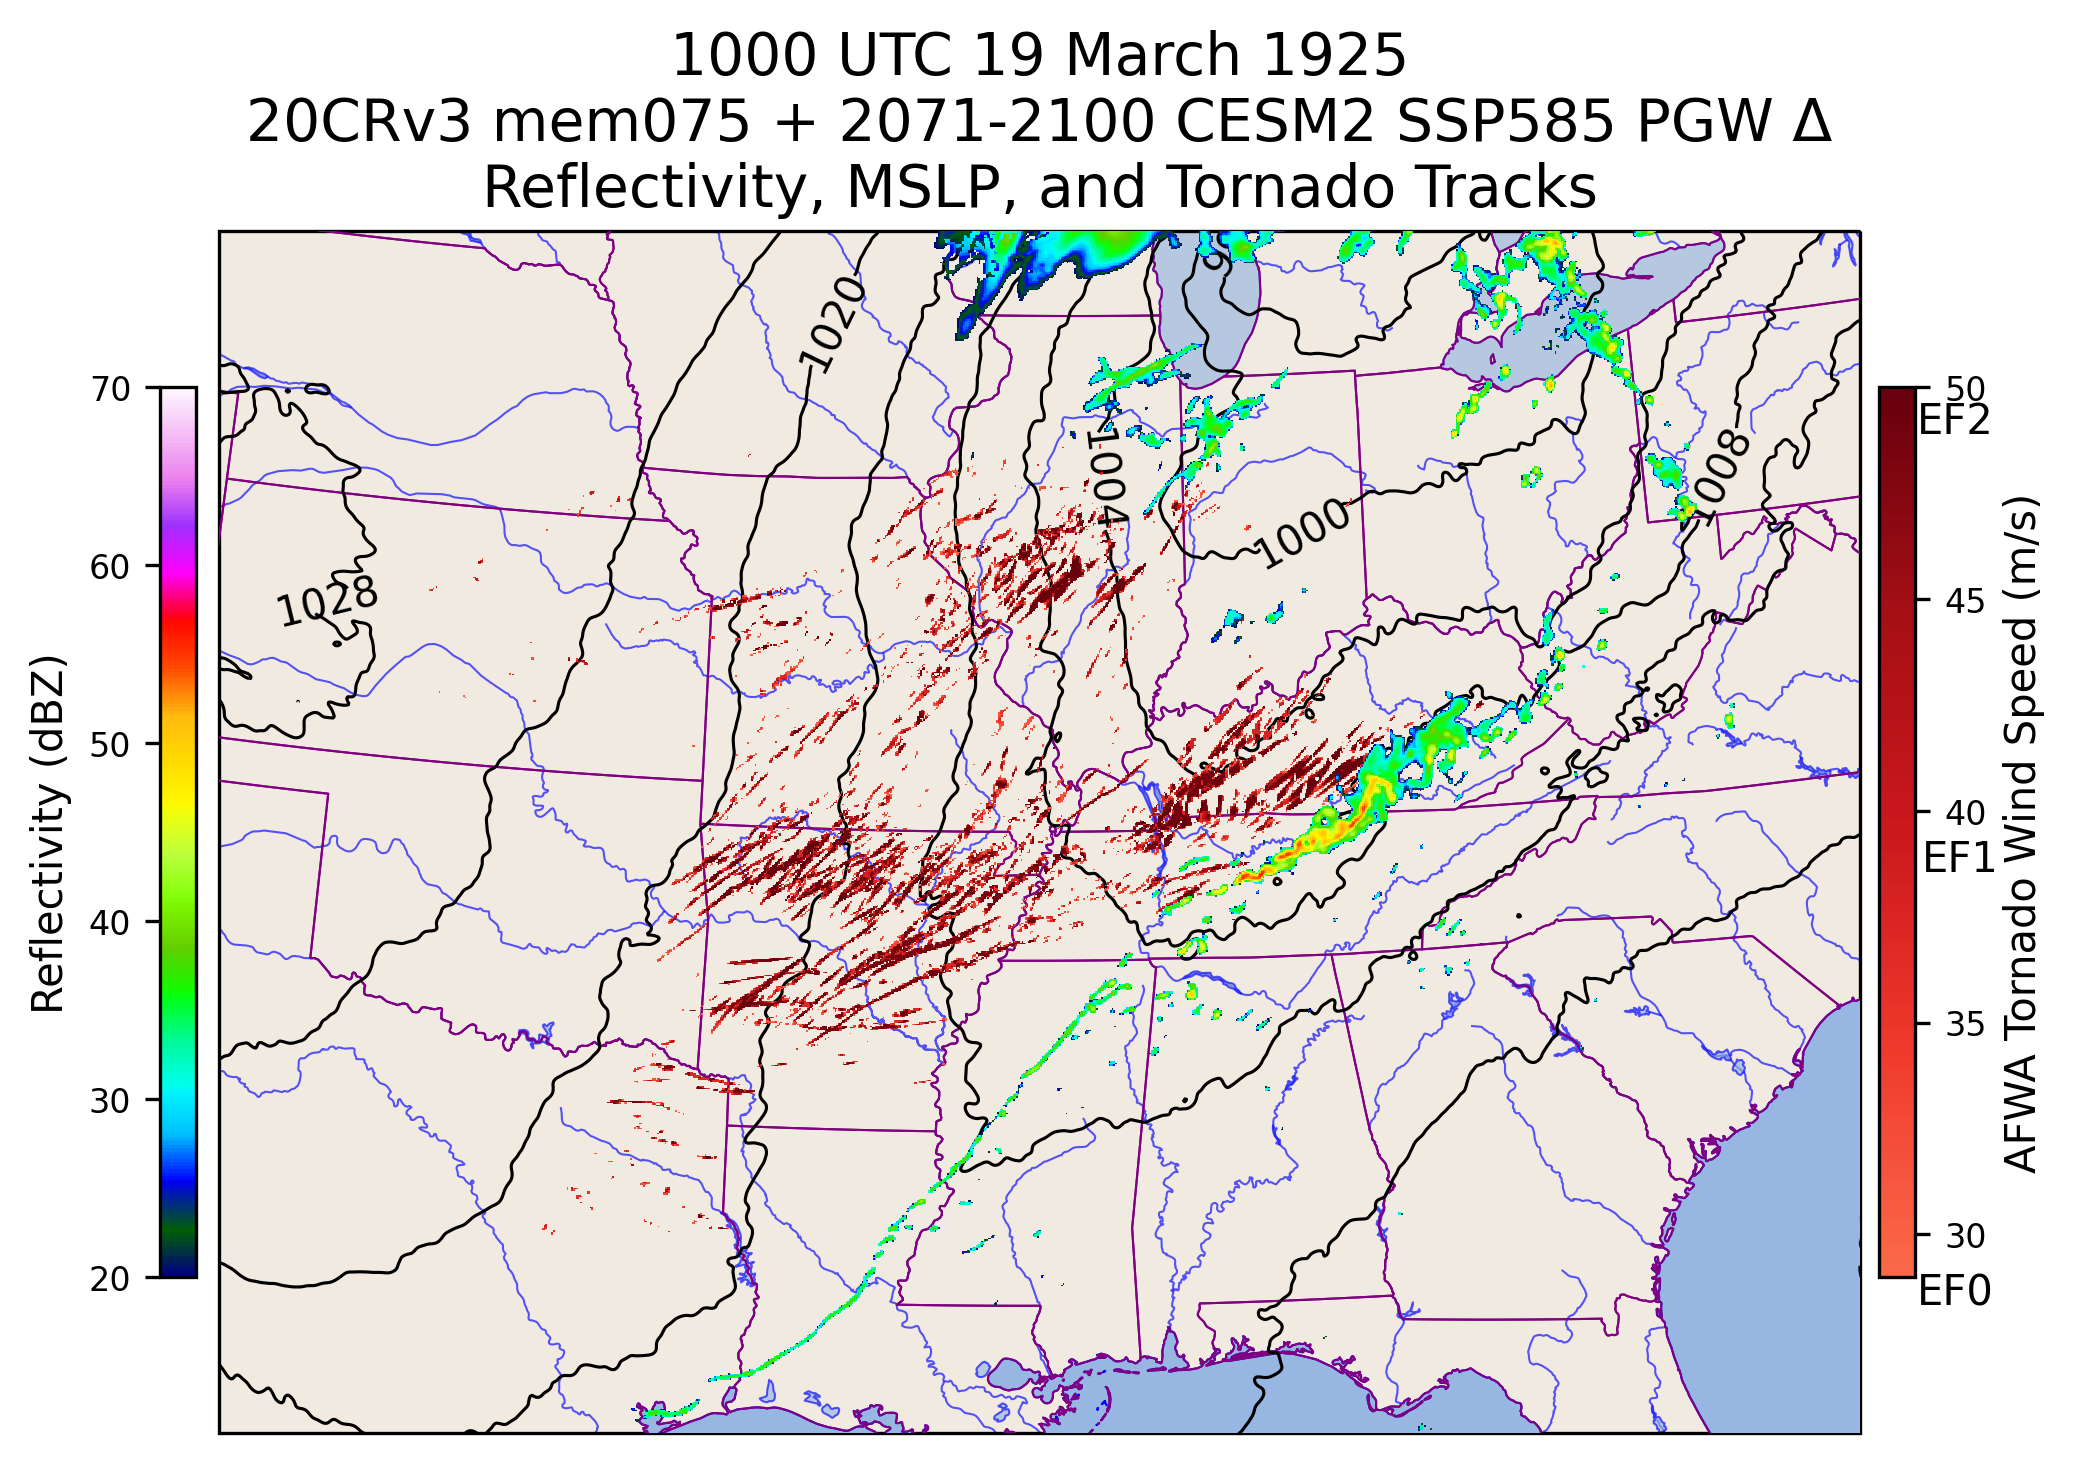 1000 UTC 19 March 1925
20CRv3 mem075 + 2071-2100 CESM2 SSP585 PGW Δ
Reflectivity, MSLP, and Tornado Tracks
Reflectivity (dBZ)
70
60
50
40
30
20
1020
1004
1008
1000
1028
50
EF2
45
40
EF1
35
30
EF0
AFWA Tornado Wind Speed (m/s)